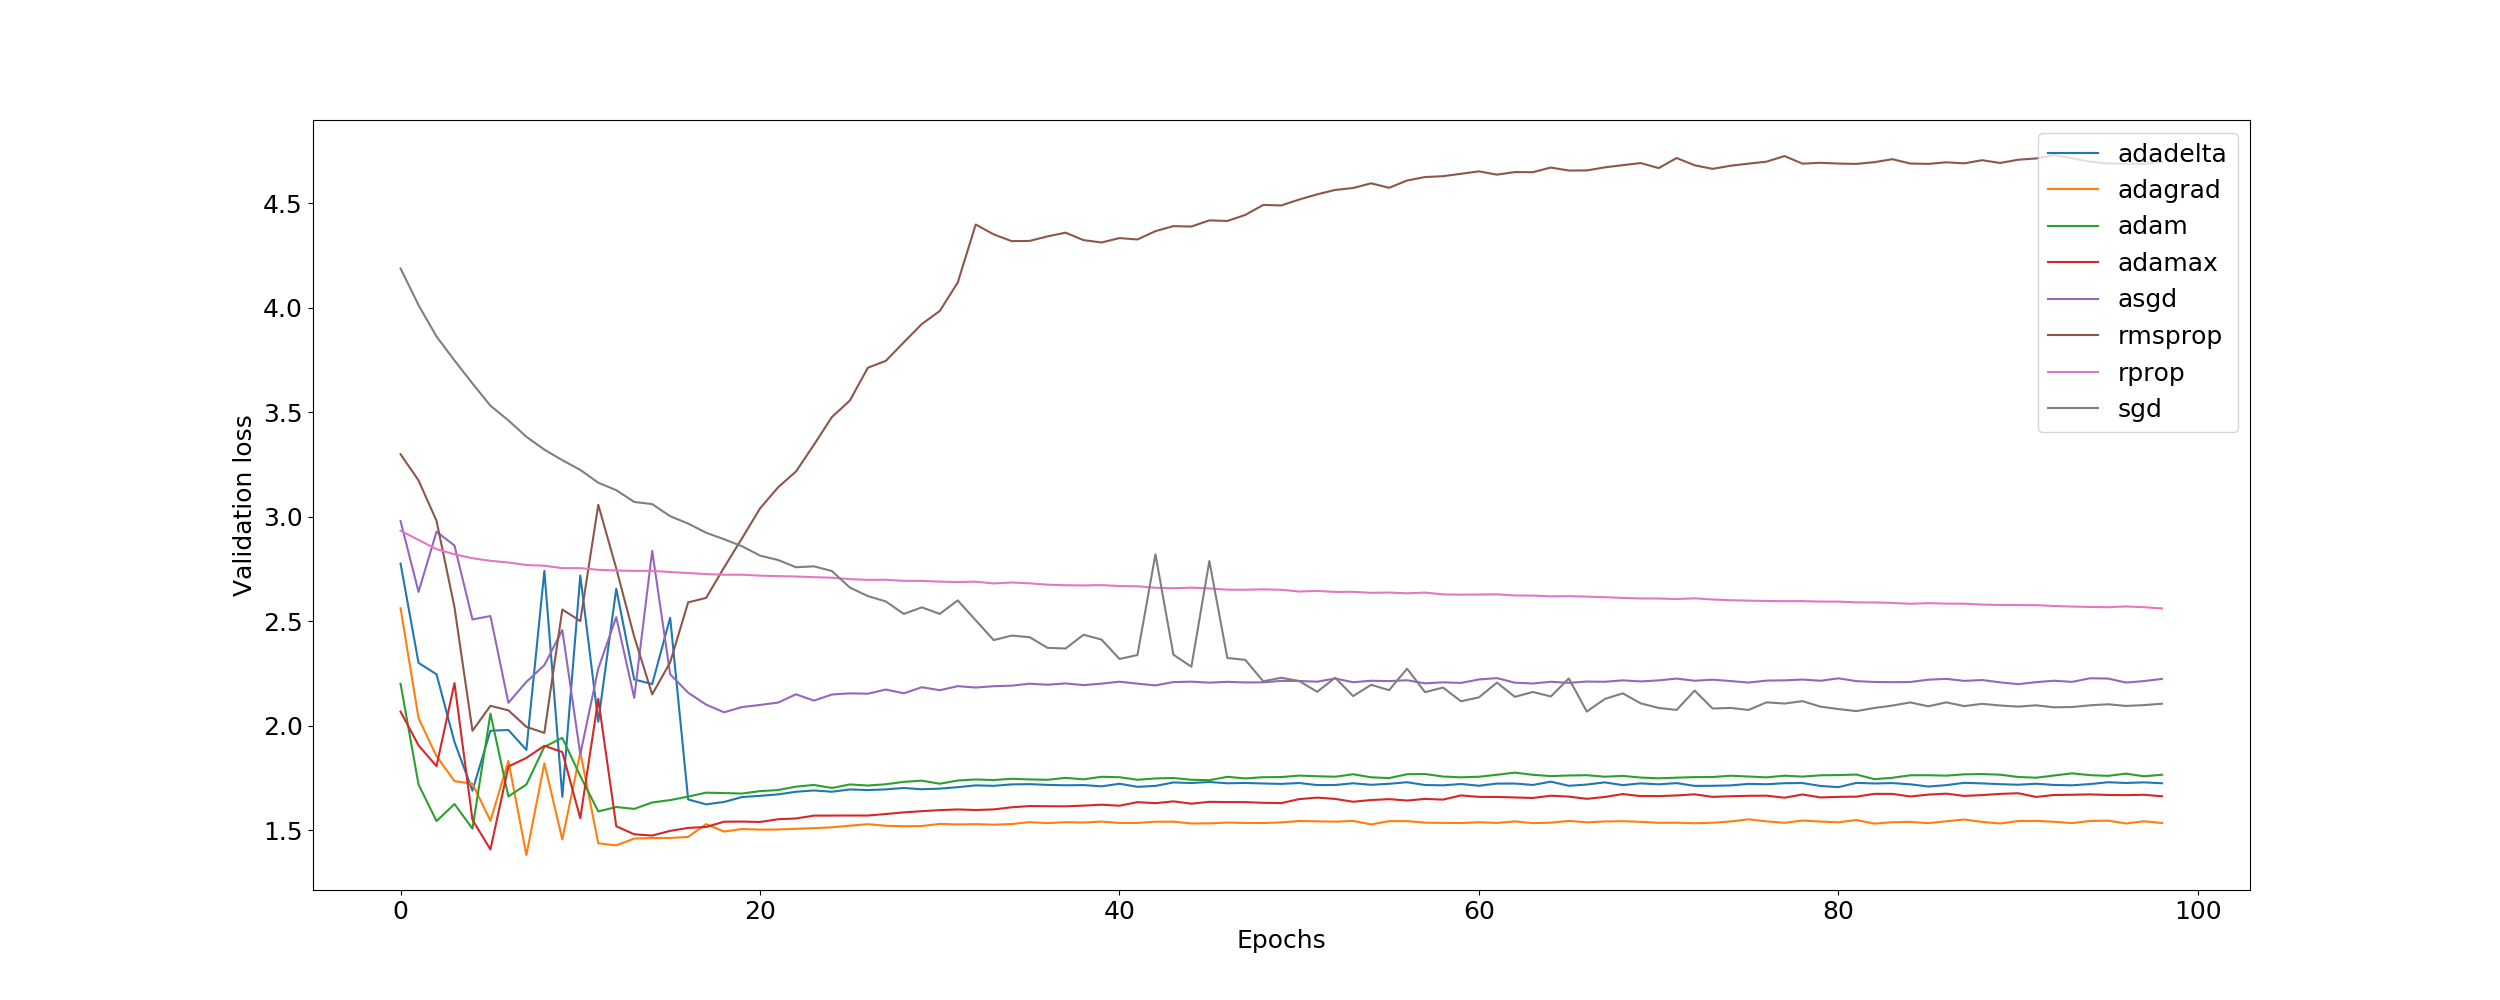 Validation loss
4.5
4.0
3.5
3.0
2.5
2.0
1.5
0 20 40 60 80 100
Epochs
adadelta
adagrad
adam
adamax
asgd
rmsprop
rprop
sgd